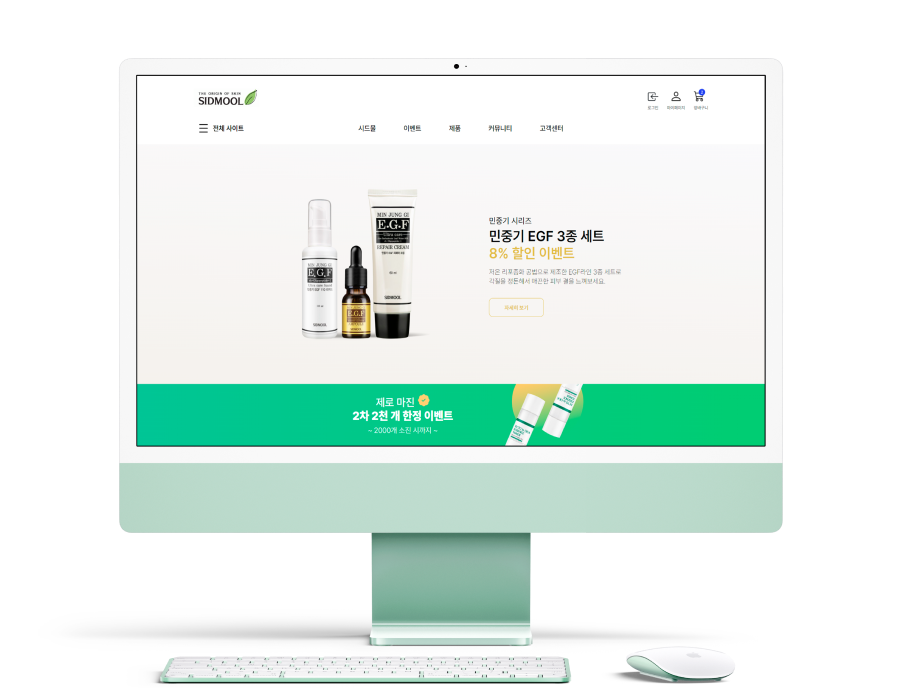 THE ORIGIN OF SKIN
SIDMOOL
로그인 마이페이지 장바구니
전체 사이트 시드물 이벤트 제품 커뮤니티 고객센터
MIN JUNG GI
E.G.F
REPAIR CREAM
SIDMOOL
MIN JUNG GI
E.G.F
SIDMOOL
E.G.F
민중기 시리즈
민중기 EGF 3종 세트
8% 할인 이벤트
저온 리포좀화 공법으로 제조한 EGF라인 3종 세트로
각질을 정돈해서 매끈한 피부 결을 느껴보세요.
자세히 보기
제로 마진
2차 2천 개 한정 이벤트
~ 2000개 소진 시까지 ~